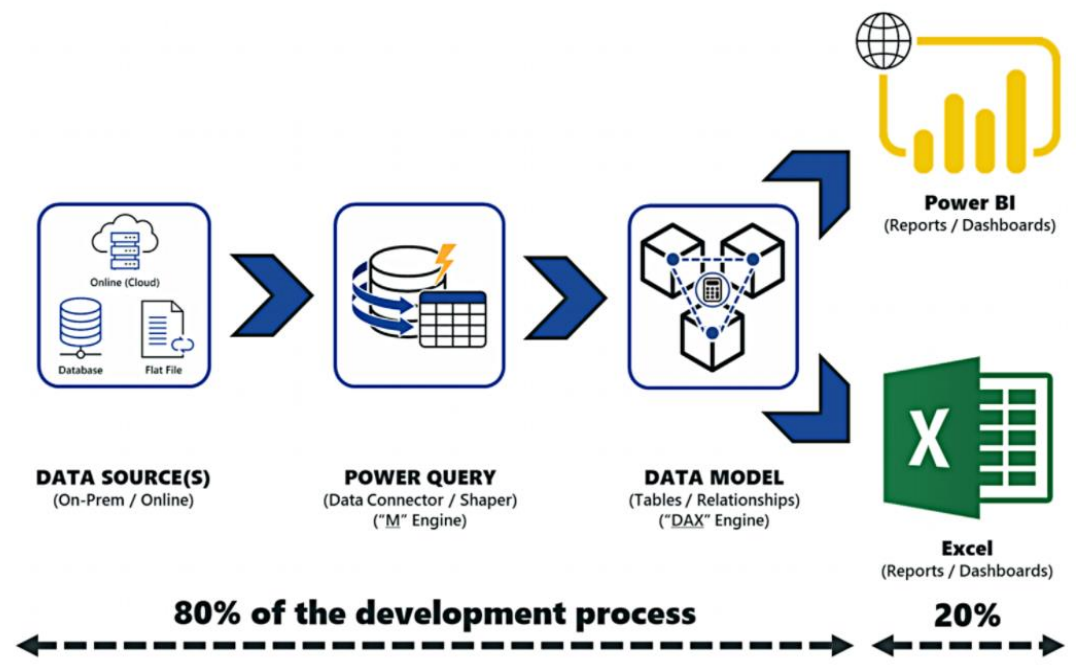 Online (Cloud)
Database
Flat File
DATA SOURCE(S)
(On-Prem / Online)
POWER QUERY
(Data Connector / Shaper)
("M" Engine)
DATA MODEL
(Tables / Relationships)
("DAX" Engine)
Power BI
(Reports / Dashboards)
X
Excel
(Reports / Dashboards)
80% of the development process
20%